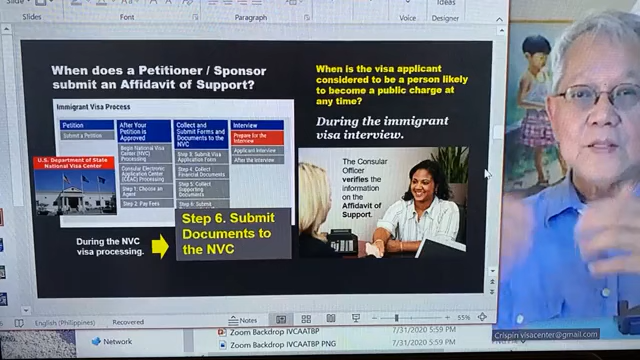 Slides
Font
Paragraph
Voice
Ideas
Designer
When does a Petitioner / Sponsor
submit an Affidavit of Support?
Immigrant Visa Process
Petition
Submit a Petition
After Your
Petition is
Approved
Begin National
Visa Center (NVC)
Processing
Consular Electronic
Application Center
(CEAC) Processing
Step 1: Choose an
Agent
Step 2: Pay Fees
Collect and
Submit Forms and
Documents to the
NVC
Step 3: Submit Visa
Application Form
Step 4: Collect
Financial Documents
Step 5: Collect
Supporting
Documents
Step 6: Submit
Interview
Prepare for the
Interview
Applicant Interview
After the Interview
U.S. Department of State
National Visa Center
Step 6. Submit
Documents to
the NVC
During the NVC
visa processing.
When is the visa applicant
considered to be a person likely
to become a public charge at
any time?
During the immigrant
visa interview.
The Consular
Officer
verifies the
information
on the
Affidavit of
Support.
English (Philippines)
Recovered
Notes
55%
Network
Zoom Backdrop IVCAATBP
7/31/2020 5:59 PM
Zoom Backdrop IVCAATBP PNG
7/31/2020 5:59 PM
Crispin visacenter@gmail.com